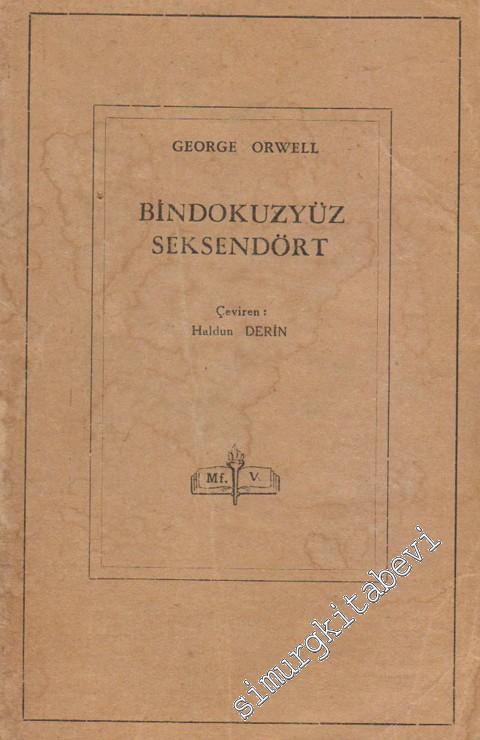 GEORGE ORWELL
BİNDOKUZYÜZ
SEKSENDÖRT
Çeviren :
Haldun DERİN
Mf. V.
simurgkitabevi